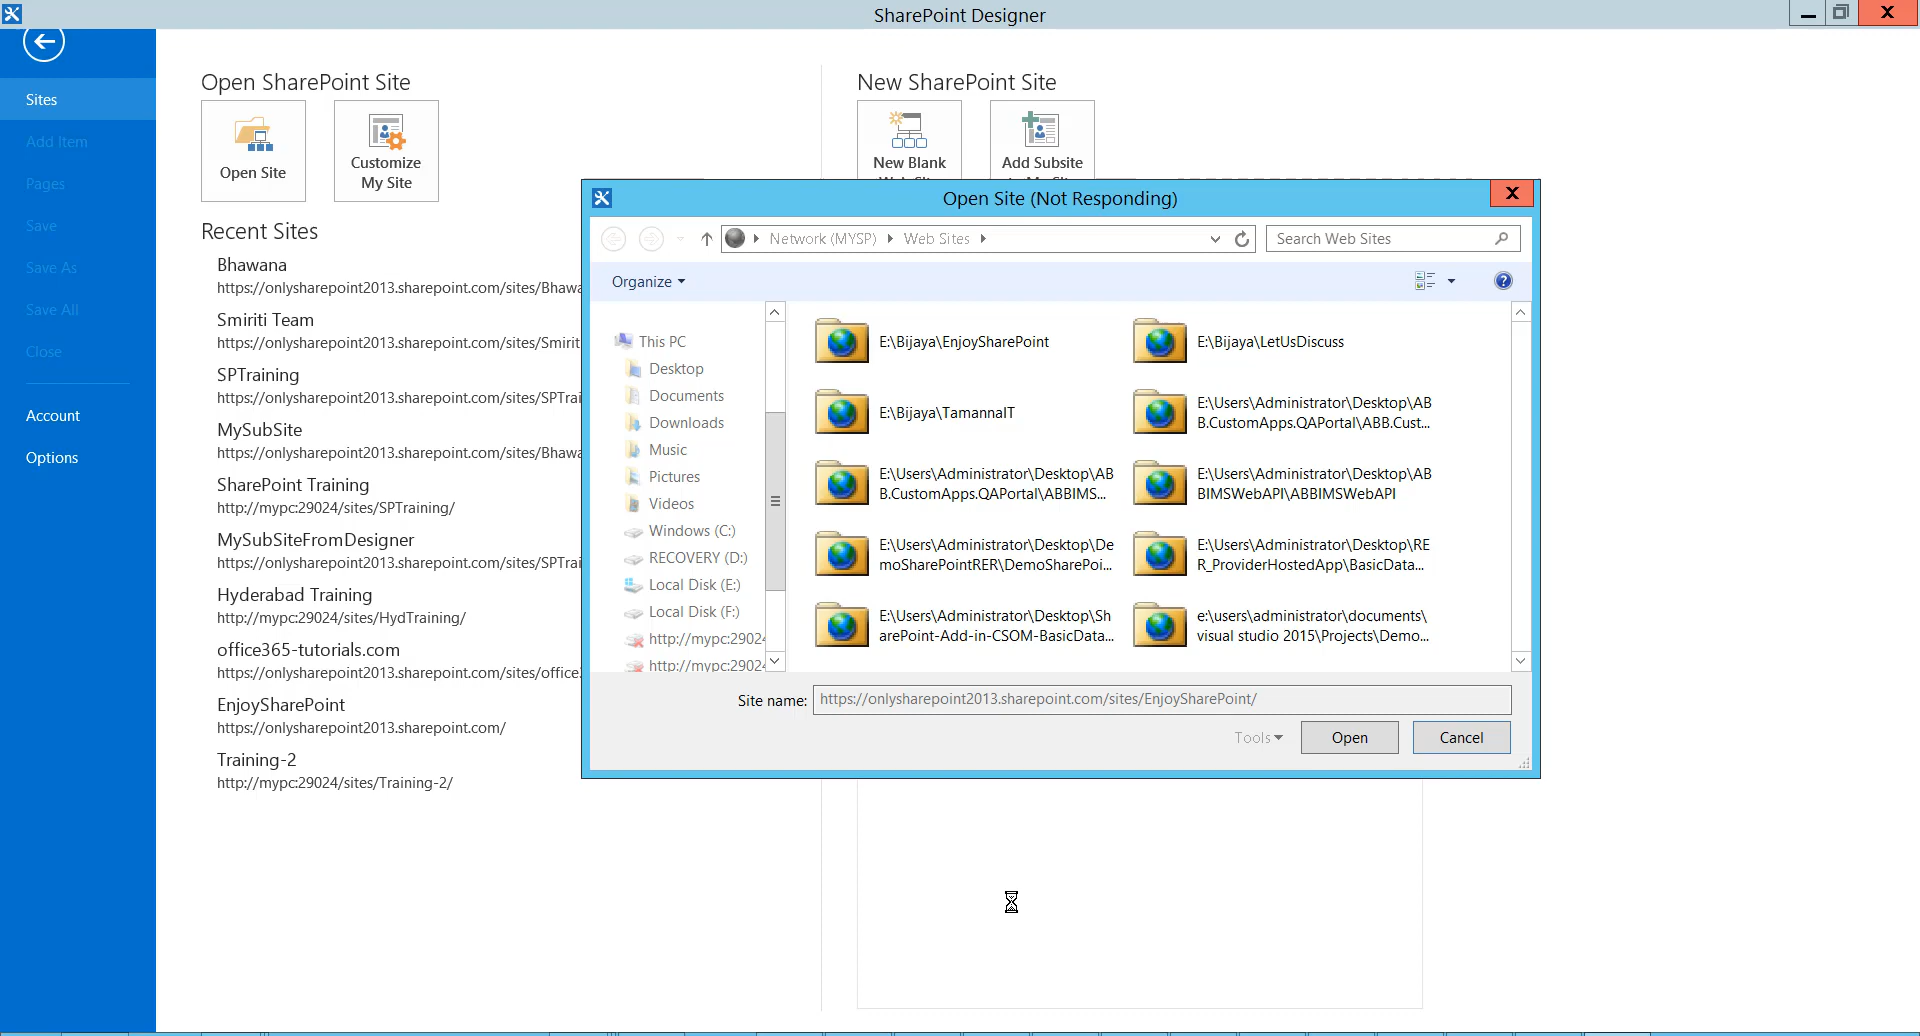 SharePoint Designer
Sites
Add Item
Pages
Save
Save As
Save All
Close
Account
Options
Open SharePoint Site
Open Site
Customize
My Site
Recent Sites
Bhawana
https://onlysharepoint2013.sharepoint.com/sites/Bhawa
Smiriti Team
https://onlysharepoint2013.sharepoint.com/sites/Smirit
SPTraining
https://onlysharepoint2013.sharepoint.com/sites/SPTrai
MySubSite
https://onlysharepoint2013.sharepoint.com/sites/Bhawa
SharePoint Training
http://mypc:29024/sites/SPTraining/
MySubSiteFromDesigner
https://onlysharepoint2013.sharepoint.com/sites/SPTrai
Hyderabad Training
http://mypc:29024/sites/HydTraining/
office365-tutorials.com
https://onlysharepoint2013.sharepoint.com/sites/office3
EnjoySharePoint
https://onlysharepoint2013.sharepoint.com/
Training-2
http://mypc:29024/sites/Training-2/
New SharePoint Site
New Blank
Add Subsite
Open Site (Not Responding)
Network (MYSP) Web Sites
Search Web Sites
Organize
This PC
Desktop
Documents
Downloads
Music
Pictures
Videos
Windows (C:)
RECOVERY (D:)
Local Disk (E:)
Local Disk (F:)
http://mypc:2902
http://mypc:2902
E:\Bijaya\EnjoySharePoint
E:\Bijaya\LetUsDiscuss
E:\Bijaya\TamannaIT
E:\Users\Administrator\Desktop\AB
B.CustomApps.QAPortal\ABB.Cust...
E:\Users\Administrator\Desktop\AB
B.CustomApps.QAPortal\ABBIMS...
E:\Users\Administrator\Desktop\AB
BIMSWebAPI\ABBIMSWebAPI
E:\Users\Administrator\Desktop\De
moSharePointRER\DemoSharePoi...
E:\Users\Administrator\Desktop\RE
R_ProviderHostedApp\BasicData...
E:\Users\Administrator\Desktop\Sh
arePoint-Add-in-CSOM-BasicData...
e:\users\administrator\documents\
visual studio 2015\Projects\Demo...
Site name: https://onlysharepoint2013.sharepoint.com/sites/EnjoySharePoint/
Tools Open Cancel